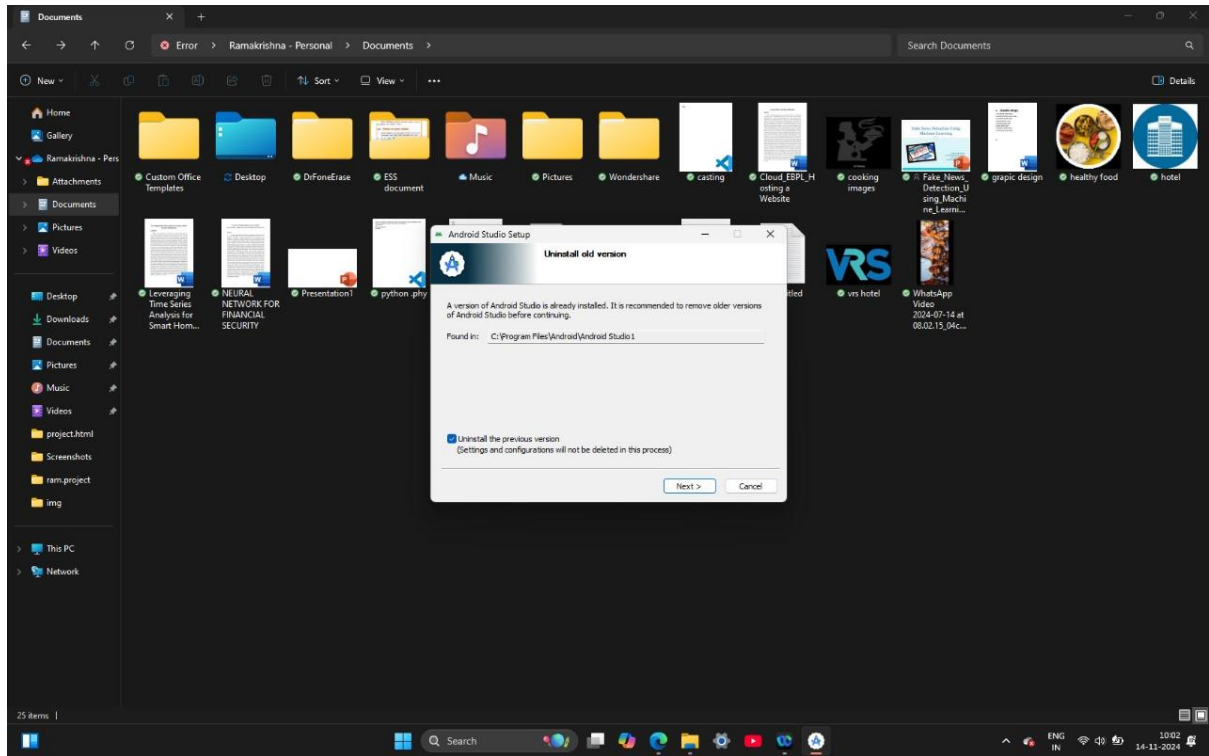 Documents
Error > Ramakrishna - Personal > Documents >
Search Documents
New
Sort
View
Details
Home
Gallery
Ramakrishna - Pers
Attachments
Documents
Pictures
Videos
Desktop
Downloads
Documents
Pictures
Music
Videos
project.html
Screenshots
ram.project
img
This PC
Network
Custom Office
Templates
Desktop
DrFoneErase
ESS
document
Music
Pictures
Wondershare
casting
Cloud_EBPL_H
osting a
Website
cooking
images
Fake_News_
Detection_U
sing_Machi
ne_Learni...
grapic design
healthy food
hotel
Leveraging
Time Series
Analysis for
Smart Hom...
NEURAL
NETWORK FOR
FINANCIAL
SECURITY
Presentation1
python .phy
VRS
vrs hotel
WhatsApp
Video
2024-07-14 at
08.02.15_04c...
Android Studio Setup
Uninstall old version
A version of Android Studio is already installed. It is recommended to remove older versions
of Android Studio before continuing.
Found in: C:\Program Files\Android\Android Studio1
Uninstall the previous version
(Settings and configurations will not be deleted in this process)
Next >
Cancel
25 items
Search
ENG
IN
10:02
14-11-2024